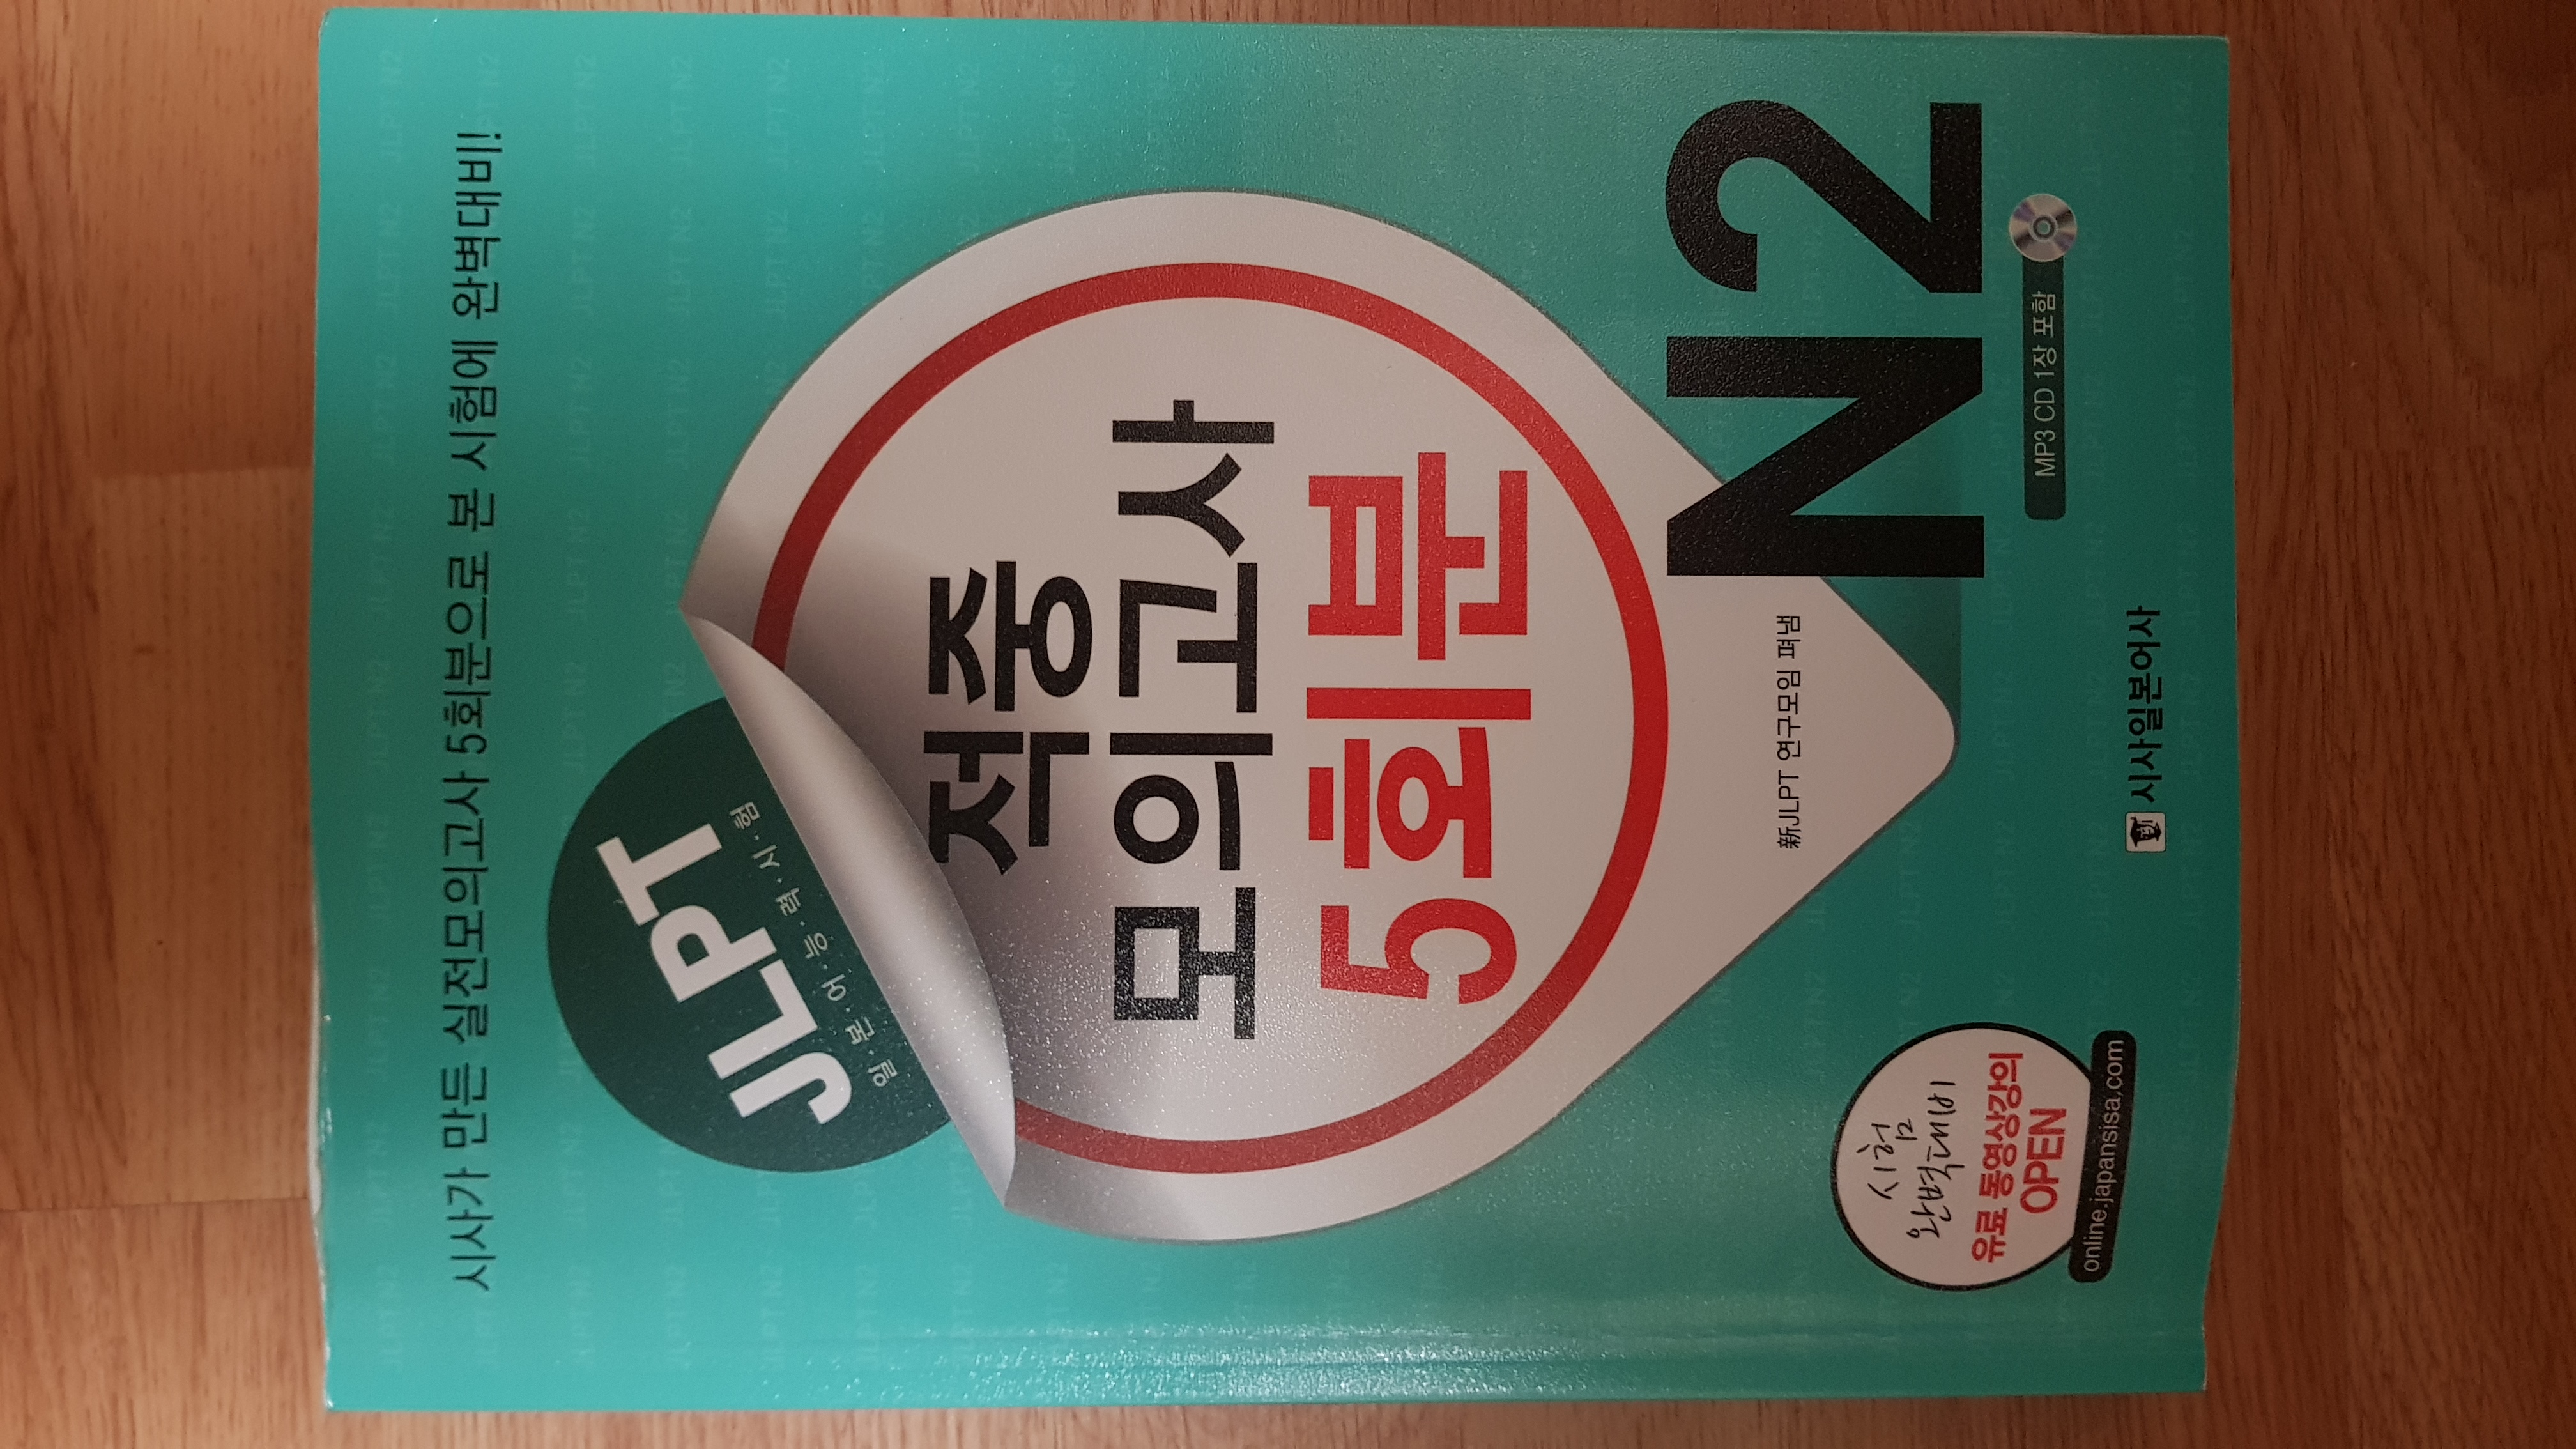 시사가 만든 실전모의고사 5회분으로 본 시험에 완벽대비!
JLPT
일·본·어·능·력·시·험
적중
모의고사
5회분
新JLPT 연구모임 펴냄
N2
MP3 CD 1장 포함
시험
완벽대비
유료 동영상강의
OPEN
online.japansisa.com
시사일본어사